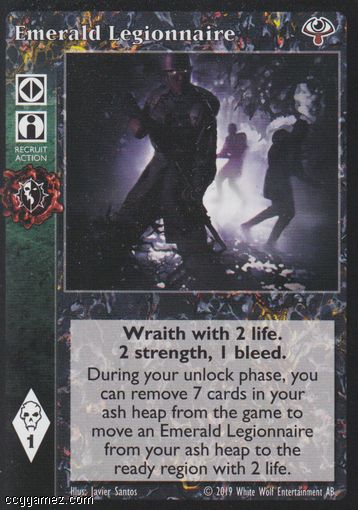 Emerald Legionnaire
RECRUIT
ACTION
1
Wraith with 2 life.
2 strength, 1 bleed.
During your unlock phase, you
can remove 7 cards in your
ash heap from the game to
move an Emerald Legionnaire
from your ash heap to the
ready region with 2 life.
Illus: Javier Santos
© 2019 White Wolf Entertainment AB
ccggamez.com